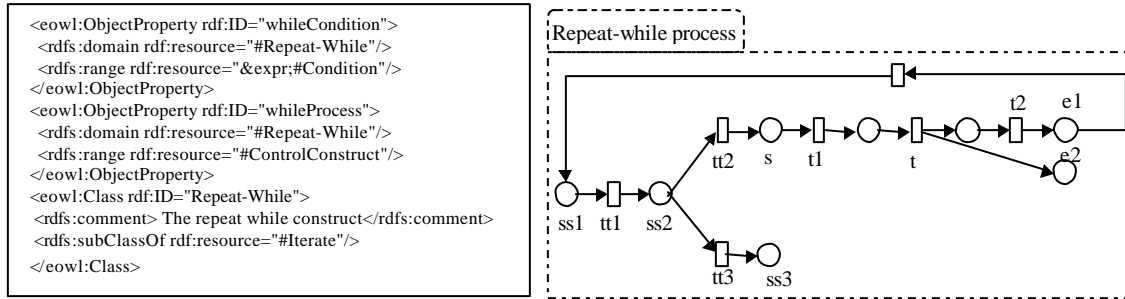 <eowl:ObjectProperty rdf:ID="whileCondition">
<rdfs:domain rdf:resource="#Repeat-While"/>
<rdfs:range rdf:resource="&expr;#Condition"/>
</eowl:ObjectProperty>
<eowl:ObjectProperty rdf:ID="whileProcess">
<rdfs:domain rdf:resource="#Repeat-While"/>
<rdfs:range rdf:resource="#ControlConstruct"/>
</eowl:ObjectProperty>
<eowl:Class rdf:ID="Repeat-While">
<rdfs:comment> The repeat while construct</rdfs:comment>
<rdfs:subClassOf rdf:resource="#Iterate"/>
</eowl:Class>
Repeat-while process
t2 e1
tt2 s t1 t e2
ss1 tt1 ss2
tt3 ss3